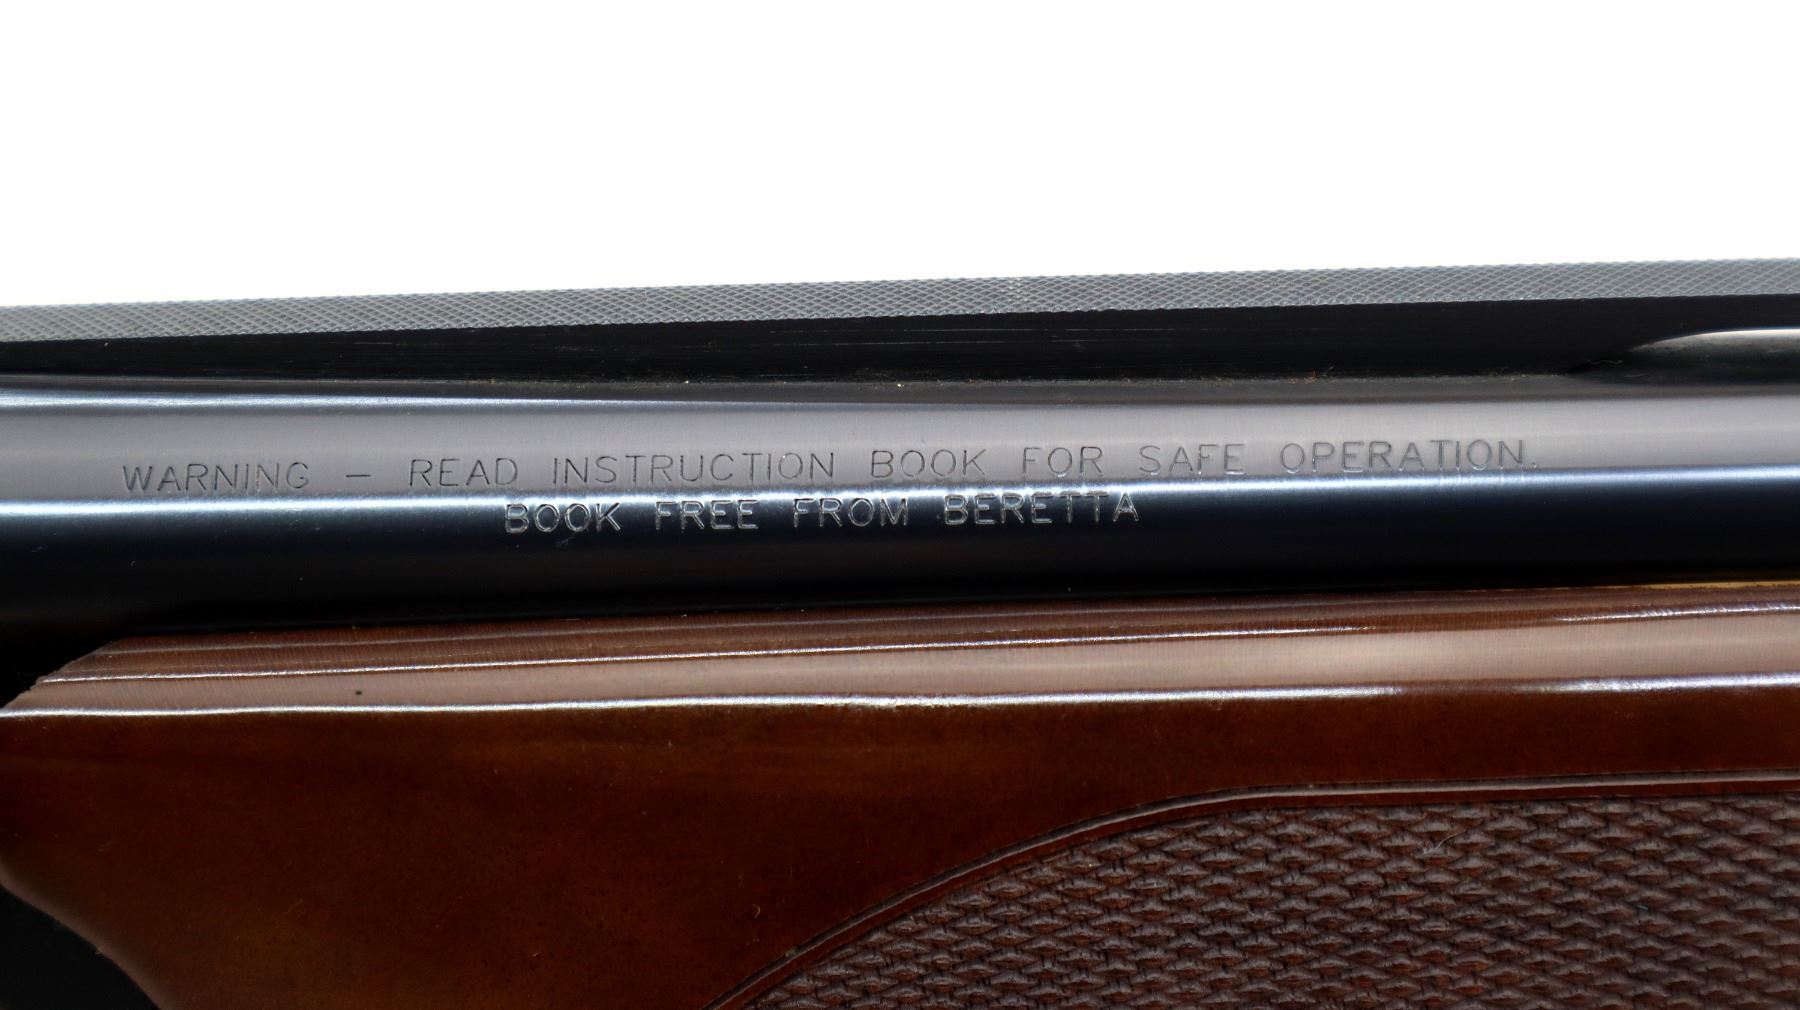 WARNING - READ INSTRUCTION BOOK FOR SAFE OPERATION.
BOOK FREE FROM BERETTA